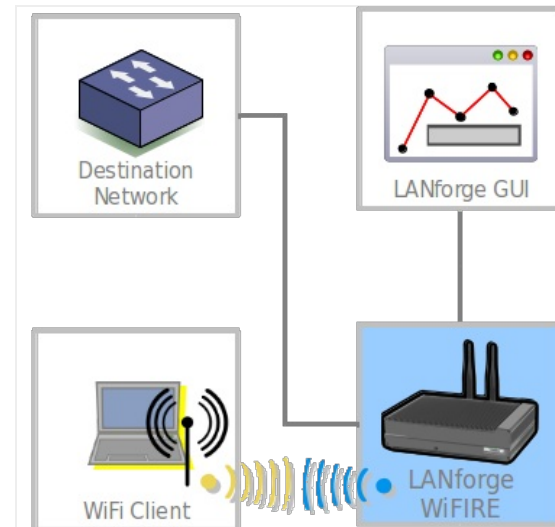 Destination
Network
LANforge GUI
WiFi Client
LANforge
WiFIRE